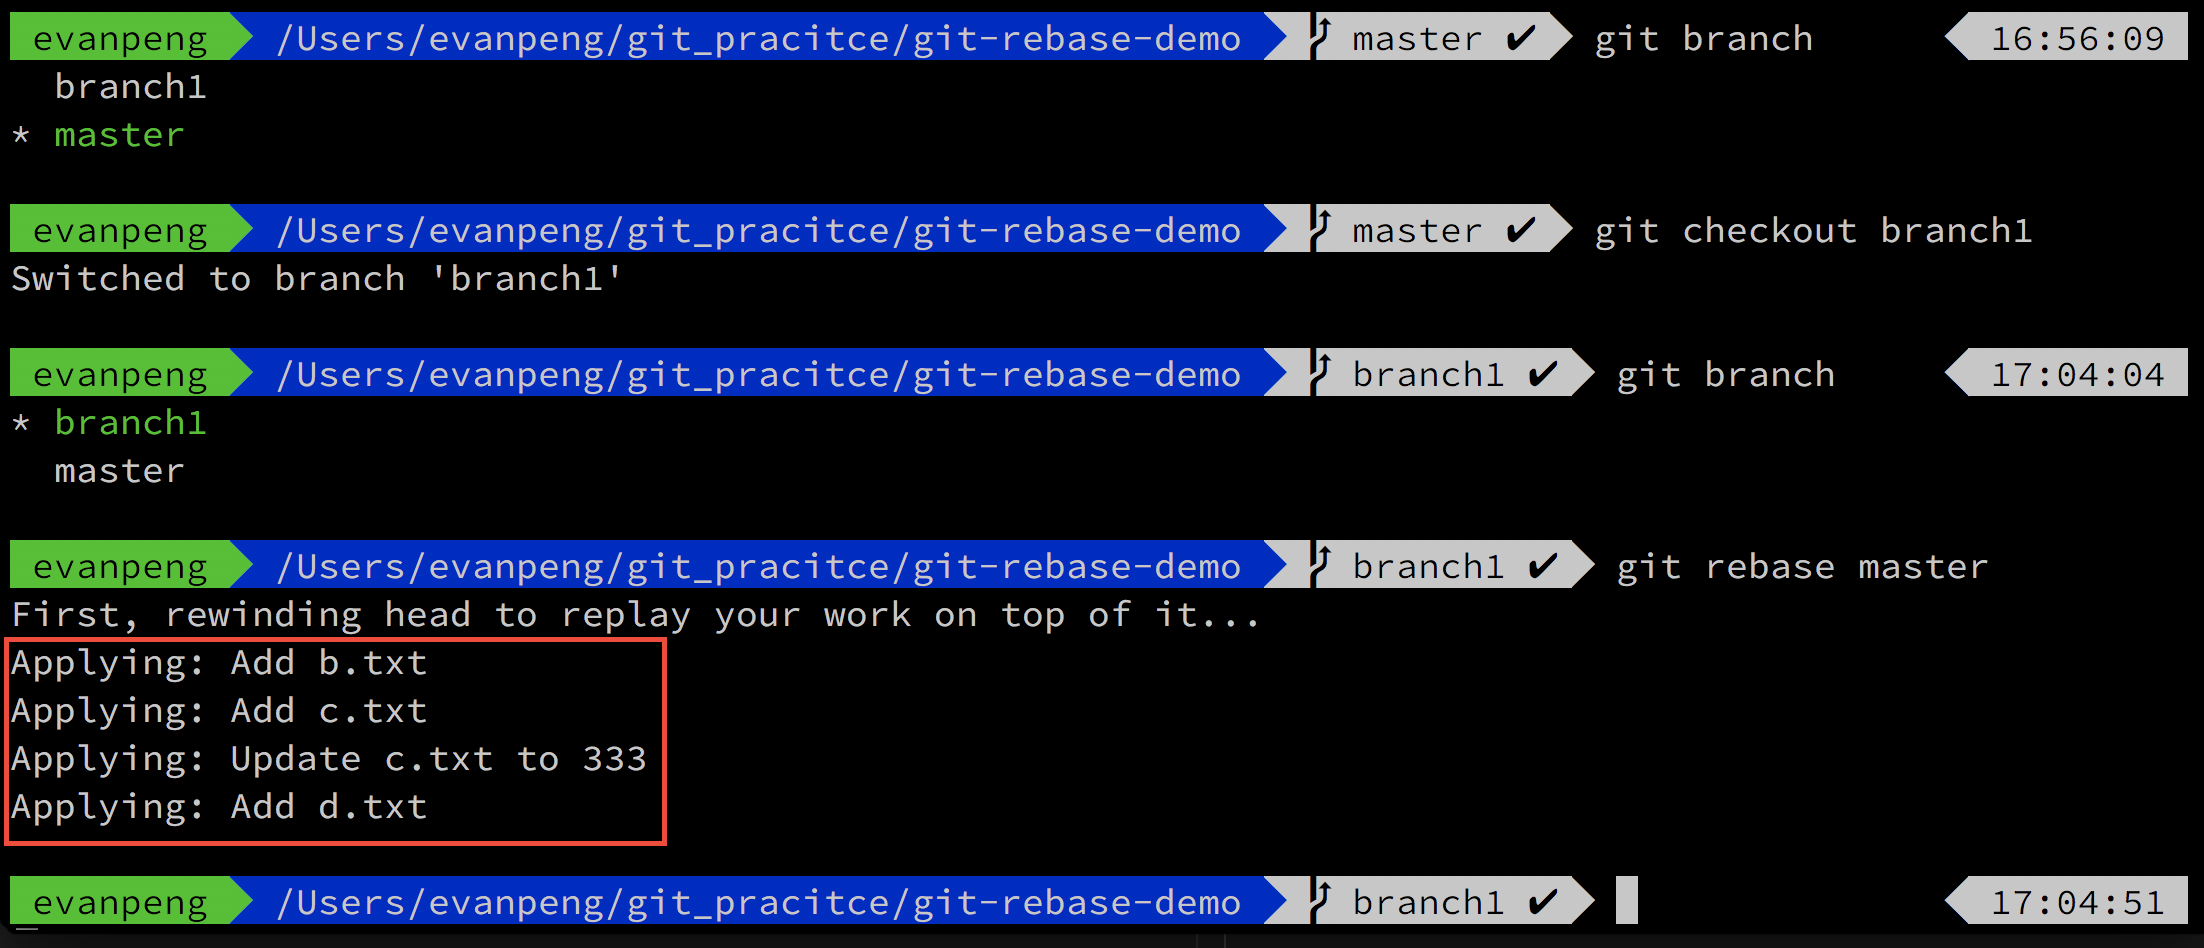 evanpeng /Users/evanpeng/git_pracitce/git-rebase-demo master ✔ git branch 16:56:09
  branch1
* master
evanpeng /Users/evanpeng/git_pracitce/git-rebase-demo master ✔ git checkout branch1
Switched to branch 'branch1'
evanpeng /Users/evanpeng/git_pracitce/git-rebase-demo branch1 ✔ git branch 17:04:04
* branch1
  master
evanpeng /Users/evanpeng/git_pracitce/git-rebase-demo branch1 ✔ git rebase master
First, rewinding head to replay your work on top of it...
Applying: Add b.txt
Applying: Add c.txt
Applying: Update c.txt to 333
Applying: Add d.txt
evanpeng /Users/evanpeng/git_pracitce/git-rebase-demo branch1 ✔ 17:04:51